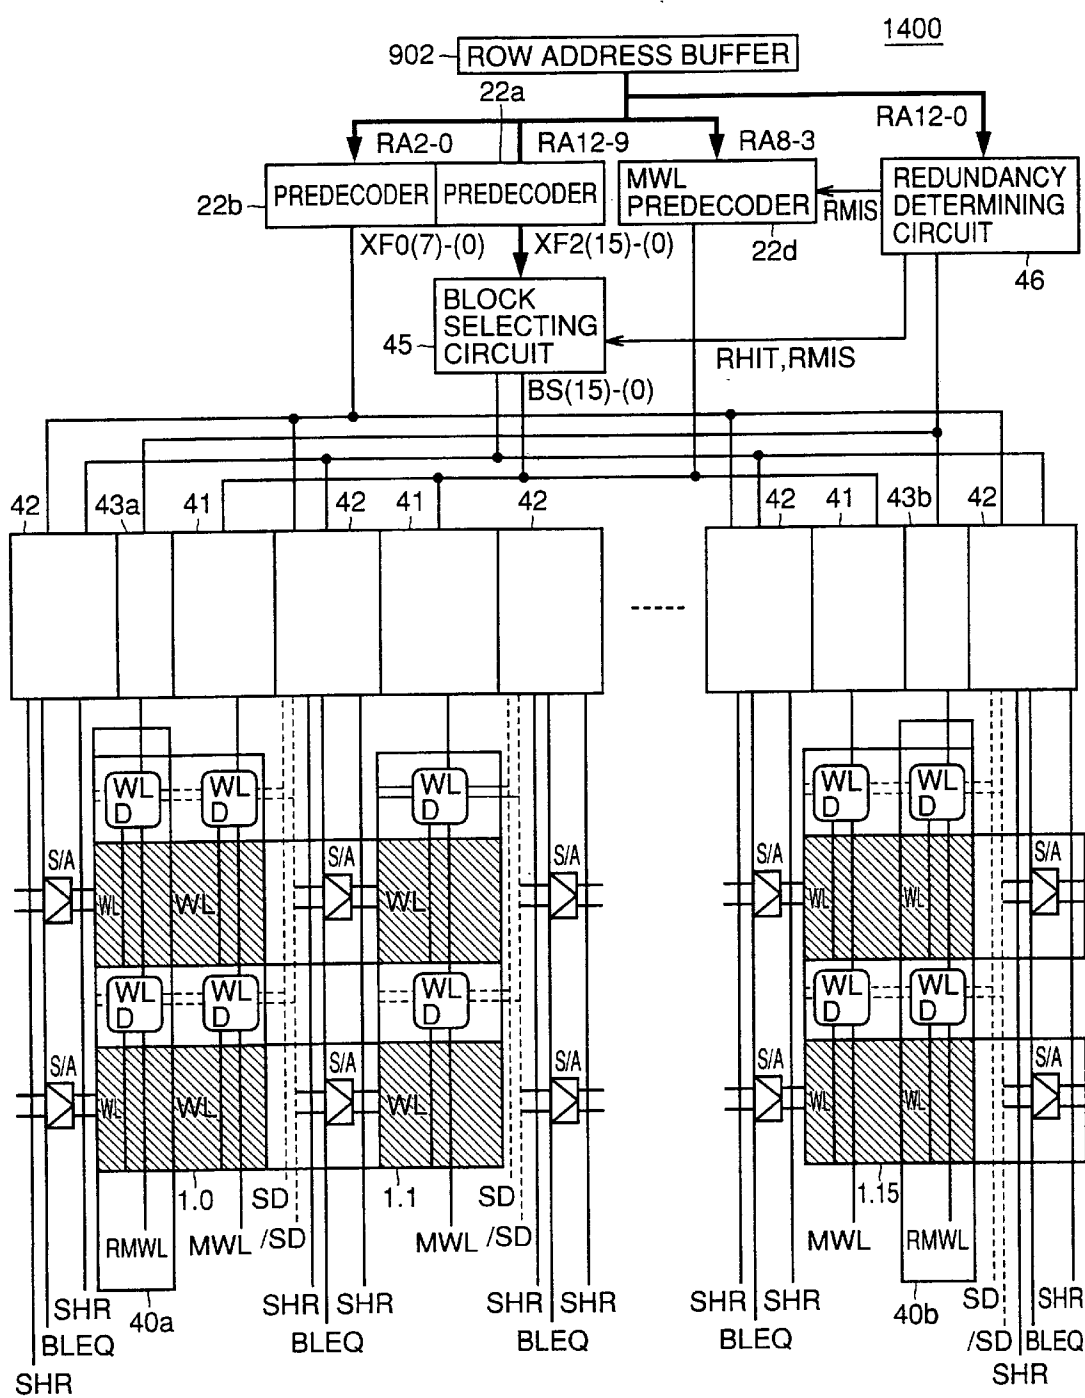 1400
902 ROW ADDRESS BUFFER
22a
RA2-0 RA12-9 RA8-3 RA12-0
22b PREDECODER PREDECODER
MWL
PREDECODER
22d
RMIS
REDUNDANCY
DETERMINING
CIRCUIT
46
XF0(7)-(0) XF2(15)-(0)
45 BLOCK
SELECTING
CIRCUIT
RHIT,RMIS
BS(15)-(0)
42 43a 41 42 41 42 42 41 43b 42
WL
D
WL
D
WL
D
WL
D
WL
D
S/A S/A S/A S/A S/A
WL WL WL WL WL
WL
D
WL
D
WL
D
WL
D
WL
D
S/A S/A S/A S/A S/A
WL WL WL WL WL
1.0 SD 1.1 SD 1.15
RMWL MWL /SD MWL /SD MWL RMWL
SHR 40a SHR SHR SHR SHR SHR SHR 40b SD SHR
BLEQ BLEQ BLEQ BLEQ /SD BLEQ
SHR SHR